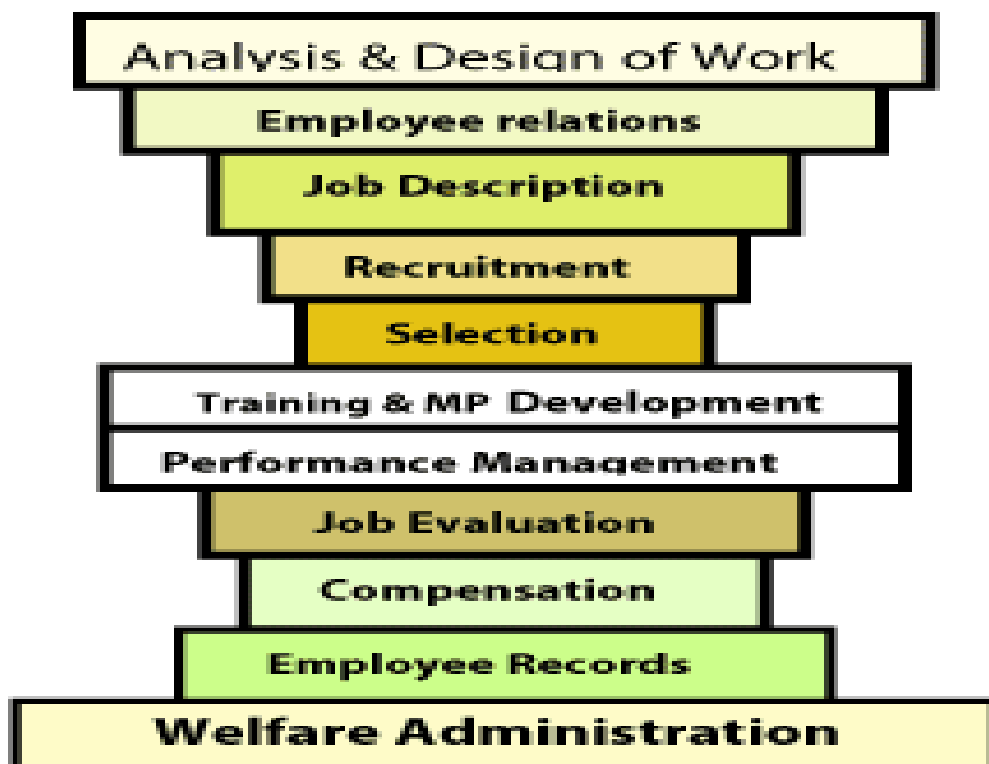 Analysis & Design of Work
Employee relations
Job Description
Recruitment
Selection
Training & MP Development
Performance Management
Job Evaluation
Compensation
Employee Records
Welfare Administration